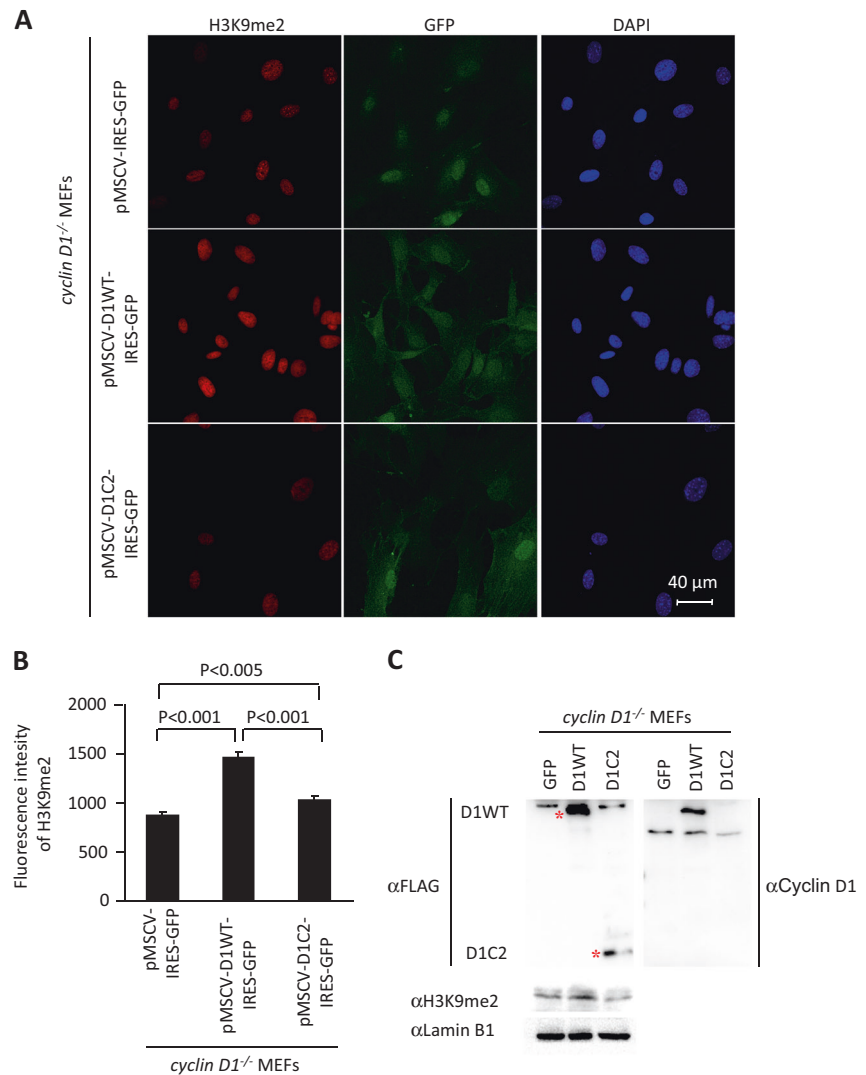 A
H3K9me2 GFP DAPI
cyclin D1-/- MEFs
pMSCV-IRES-GFP
pMSCV-D1WT-
IRES-GFP
pMSCV-D1C2-
IRES-GFP
40 μm
B
P<0.005
P<0.001 P<0.001
Fluorescence intesity
of H3K9me2
2000
1500
1000
500
0
pMSCV-
IRES-GFP
pMSCV-D1WT-
IRES-GFP
pMSCV-D1C2-
IRES-GFP
cyclin D1-/- MEFs
C
cyclin D1-/- MEFs
GFP D1WT D1C2 GFP D1WT D1C2
D1WT
*
αFLAG
αCyclin D1
D1C2
*
αH3K9me2
αLamin B1